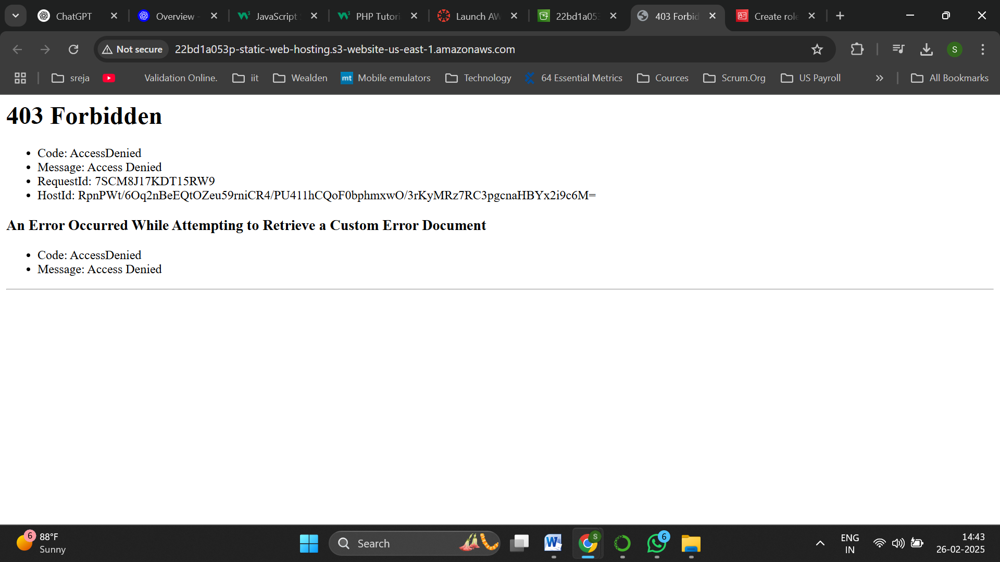 ChatGPT
Overview -
JavaScript
PHP Tutori
Launch AW
22bd1a053
403 Forbid
Create role
Not secure
22bd1a053p-static-web-hosting.s3-website-us-east-1.amazonaws.com
S
sreja
Validation Online.
iit
Wealden
mt
Mobile emulators
Technology
64 Essential Metrics
Cources
Scrum.Org
US Payroll
All Bookmarks
403 Forbidden
• Code: AccessDenied
• Message: Access Denied
• RequestId: 7SCM8J17KDT15RW9
• HostId: RpnPWt/6Oq2nBeEQtOZeu59rniCR4/PU411hCQoF0bphmxwO/3rKyMRz7RC3pgcnaHBYx2i9c6M=
An Error Occurred While Attempting to Retrieve a Custom Error Document
• Code: AccessDenied
• Message: Access Denied
6
88°F
Sunny
Search
W
S
6
ENG
IN
14:43
26-02-2025